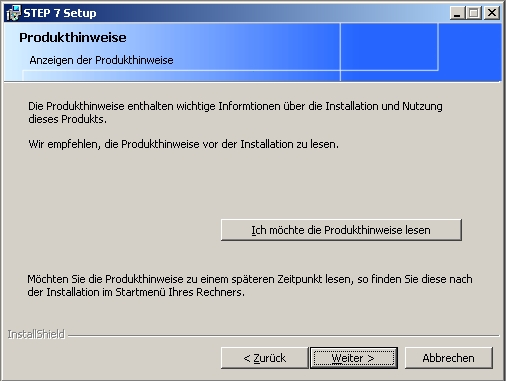 STEP 7 Setup
Produkthinweise
Anzeigen der Produkthinweise
Die Produkthinweise enthalten wichtige Informtionen über die Installation und Nutzung
dieses Produkts.
Wir empfehlen, die Produkthinweise vor der Installation zu lesen.
Ich möchte die Produkthinweise lesen
Möchten Sie die Produkthinweise zu einem späteren Zeitpunkt lesen, so finden Sie diese nach
der Installation im Startmenü Ihres Rechners.
InstallShield
< Zurück
Weiter >
Abbrechen